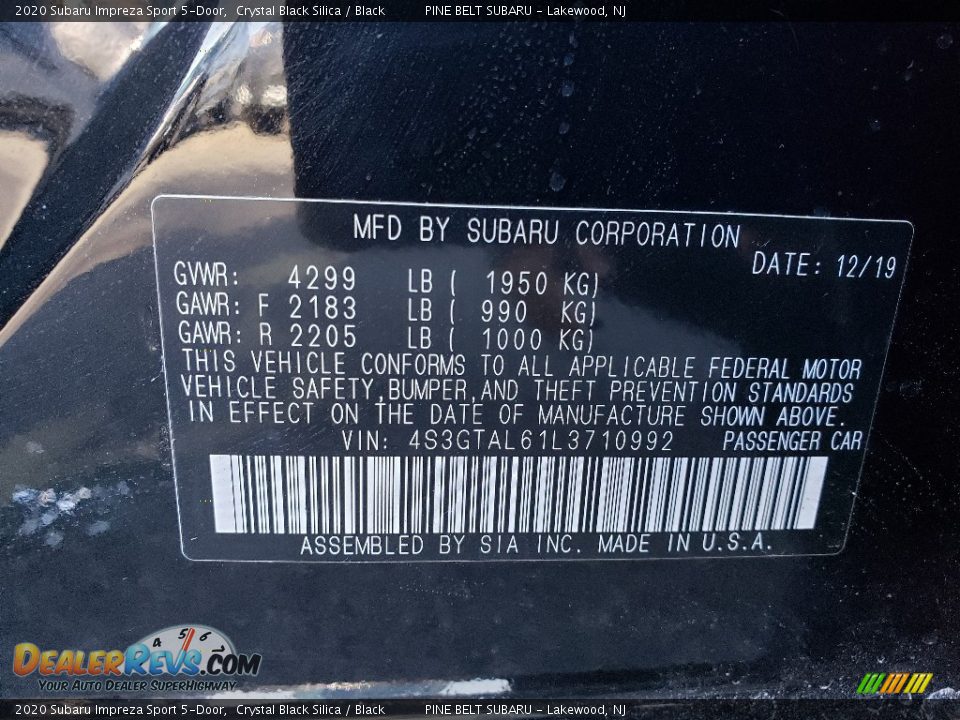 2020 Subaru Impreza Sport 5-Door, Crystal Black Silica / Black PINE BELT SUBARU - Lakewood, NJ
MFD BY SUBARU CORPORATION
DATE: 12/19
GVWR: 4299 LB ( 1950 KG)
GAWR: F 2183 LB ( 990 KG)
GAWR: R 2205 LB ( 1000 KG)
THIS VEHICLE CONFORMS TO ALL APPLICABLE FEDERAL MOTOR
VEHICLE SAFETY,BUMPER,AND THEFT PREVENTION STANDARDS
IN EFFECT ON THE DATE OF MANUFACTURE SHOWN ABOVE.
VIN: 4S3GTAL61L3710992 PASSENGER CAR
ASSEMBLED BY SIA INC. MADE IN U.S.A.
4 5 6
DEALERREVS.COM
YOUR AUTO DEALER SUPERHIGHWAY
2020 Subaru Impreza Sport 5-Door, Crystal Black Silica / Black PINE BELT SUBARU - Lakewood, NJ